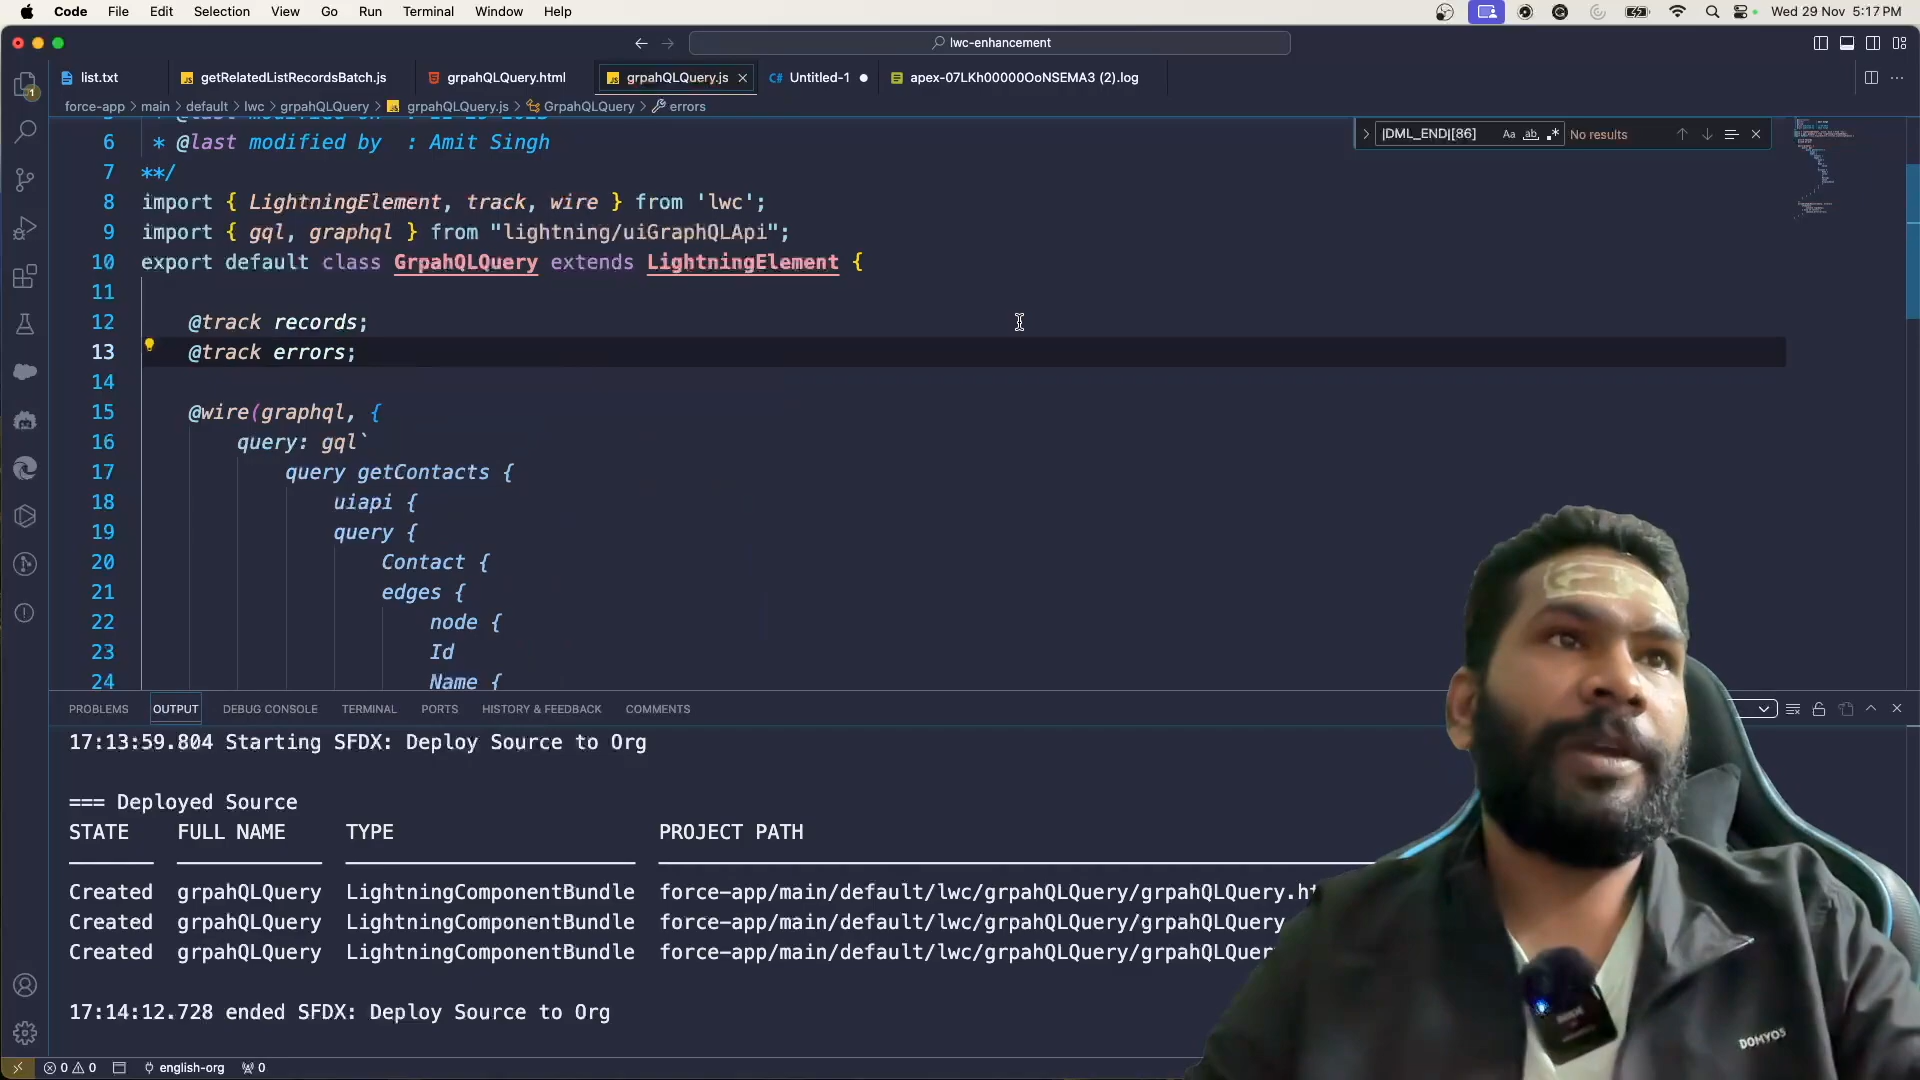 Code File Edit Selection View Go Run Terminal Window Help
Wed 29 Nov 5:17 PM
lwc-enhancement
list.txt
getRelatedListRecordsBatch.js
grpahQLQuery.html
grpahQLQuery.js
Untitled-1
apex-07LKh00000OoNSEMA3 (2).log
force-app > main > default > lwc > grpahQLQuery > grpahQLQuery.js > GrpahQLQuery > errors
|DML_END|[86] Aa ab .* No results
6 * @last modified by : Amit Singh
7 **/
8 import { LightningElement, track, wire } from 'lwc';
9 import { gql, graphql } from "lightning/uiGraphQLApi";
10 export default class GrpahQLQuery extends LightningElement {
11
12 @track records;
13 @track errors;
14
15 @wire(graphql, {
16 query: gql`
17 query getContacts {
18 uiapi {
19 query {
20 Contact {
21 edges {
22 node {
23 Id
24 Name {
PROBLEMS OUTPUT DEBUG CONSOLE TERMINAL PORTS HISTORY & FEEDBACK COMMENTS
17:13:59.804 Starting SFDX: Deploy Source to Org
=== Deployed Source
STATE FULL NAME TYPE PROJECT PATH
Created grpahQLQuery LightningComponentBundle force-app/main/default/lwc/grpahQLQuery/grpahQLQuery.ht
Created grpahQLQuery LightningComponentBundle force-app/main/default/lwc/grpahQLQuery/grpahQLQuery
Created grpahQLQuery LightningComponentBundle force-app/main/default/lwc/grpahQLQuery/grpahQLQuery
17:14:12.728 ended SFDX: Deploy Source to Org
DOMYOS
0 0 english-org 0